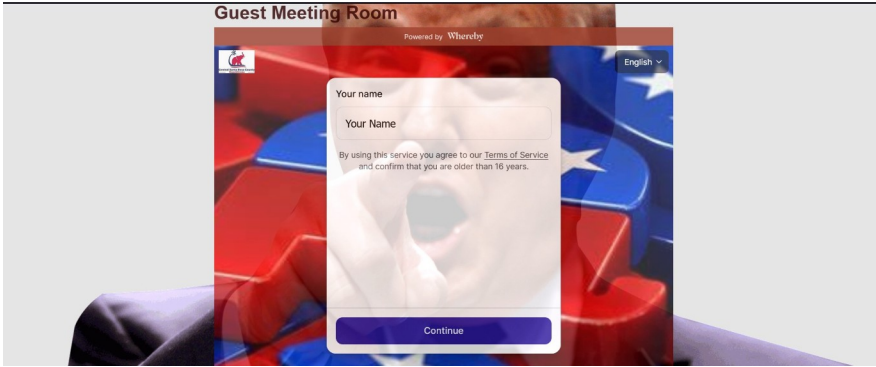 Guest Meeting Room
Powered by Whereby
English
Your name
Your Name
By using this service you agree to our Terms of Service
and confirm that you are older than 16 years.
Continue